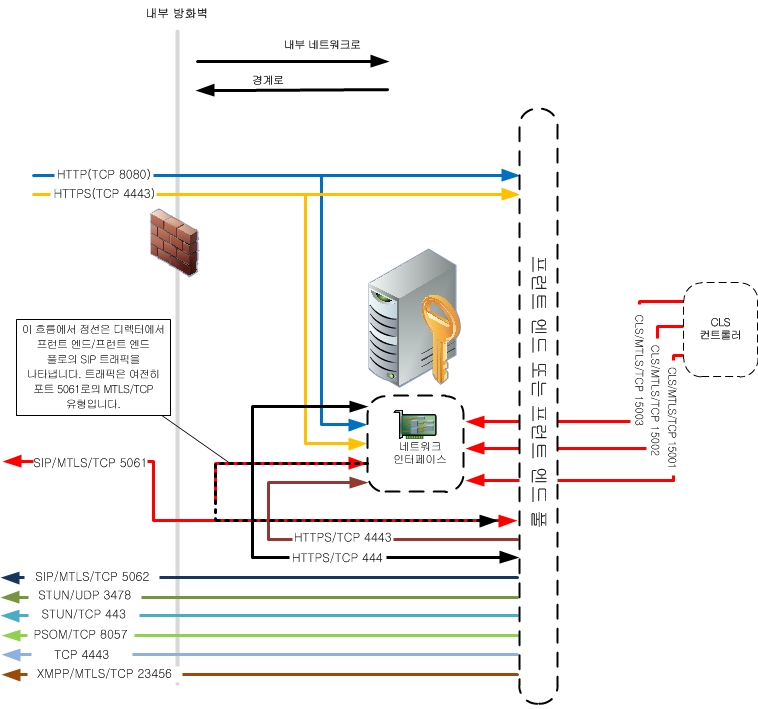 내부 방화벽
내부 네트워크로
경계로
HTTP(TCP 8080)
HTTPS(TCP 4443)
프런트 엔드 또는 프런트 엔드 풀
CLS
컨트롤러
CLS/MTLS/TCP 15003
CLS/MTLS/TCP 15002
CLS/MTLS/TCP 15001
이 흐름에서 점선은 디렉터에서
프런트 엔드/프런트 엔드
풀로의 SIP 트래픽을
나타냅니다. 트래픽은 여전히
포트 5061로의 MTLS/TCP
유형입니다.
네트워크
인터페이스
SIP/MTLS/TCP 5061
HTTPS/TCP 4443
HTTPS/TCP 444
SIP/MTLS/TCP 5062
STUN/UDP 3478
STUN/TCP 443
PSOM/TCP 8057
TCP 4443
XMPP/MTLS/TCP 23456